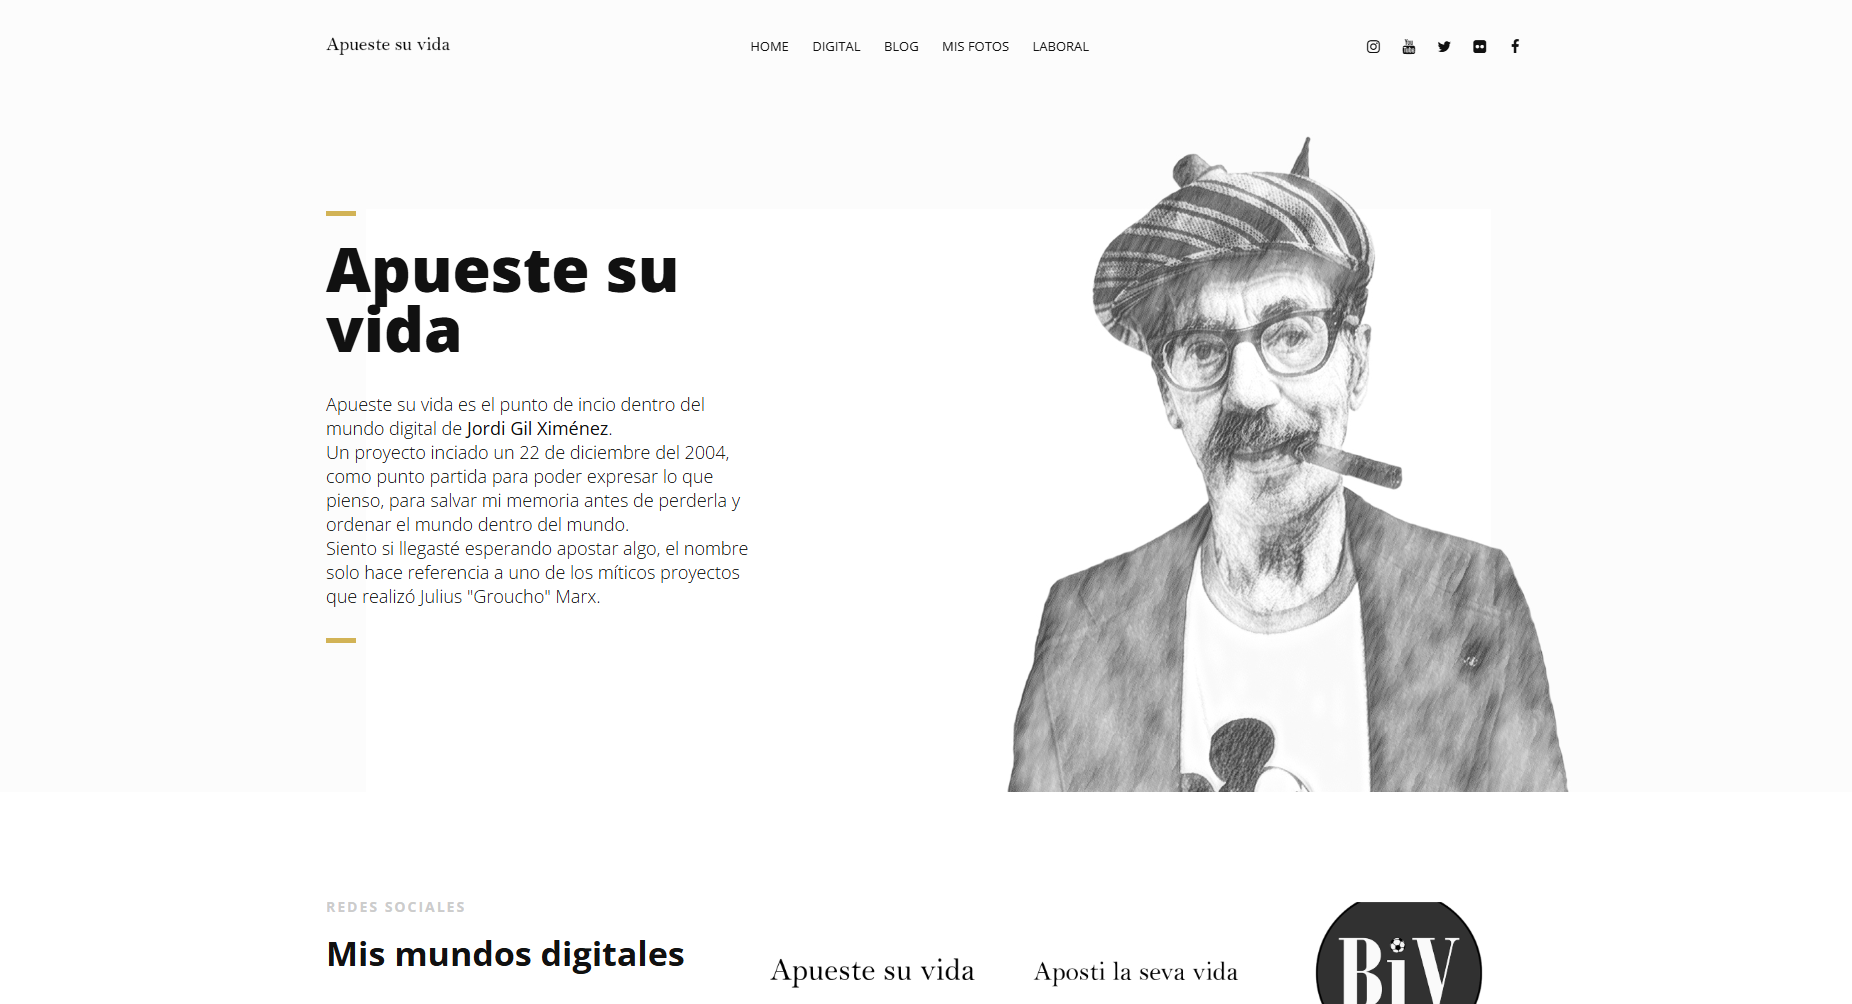 Apueste su vida
HOME DIGITAL BLOG MIS FOTOS LABORAL
You Tube
Apueste su
vida
Apueste su vida es el punto de incio dentro del
mundo digital de Jordi Gil Ximénez.
Un proyecto inciado un 22 de diciembre del 2004,
como punto partida para poder expresar lo que
pienso, para salvar mi memoria antes de perderla y
ordenar el mundo dentro del mundo.
Siento si llegasté esperando apostar algo, el nombre
solo hace referencia a uno de los míticos proyectos
que realizó Julius "Groucho" Marx.
REDES SOCIALES
Mis mundos digitales
Apueste su vida
Aposti la seva vida
BiV